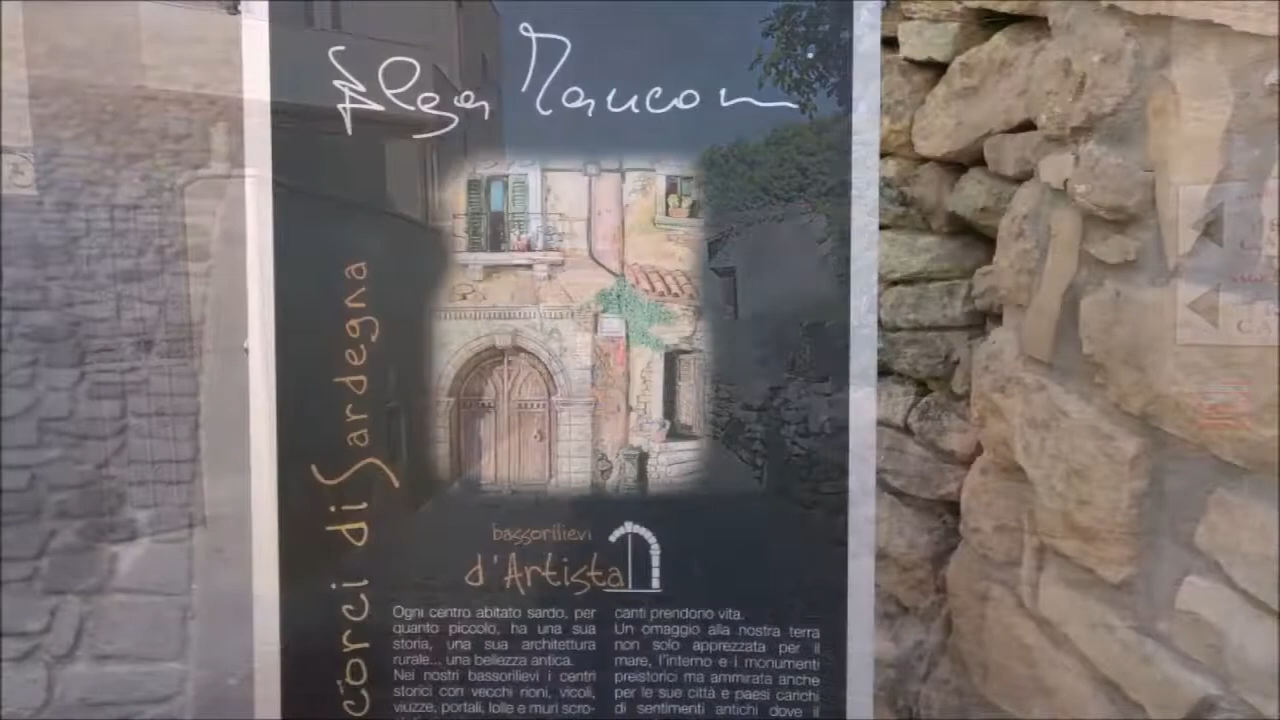 Olga Marcom
corci di Sardegna
bassorilievi
d'Artista
Ogni centro abitato sardo, per
quanto piccolo, ha una sua
storia, una sua architettura
rurale... una bellezza antica.
Nei nostri bassorilievi i centri
storici con vecchi rioni, vicoli,
viuzze, portali, lolle e muri scro-
canti prendono vita.
Un omaggio alla nostra terra
non solo apprezzata per il
mare, l'interno e i monumenti
preistorici ma ammirata anche
per le sue città e paesi carichi
di sentimenti antichi dove il